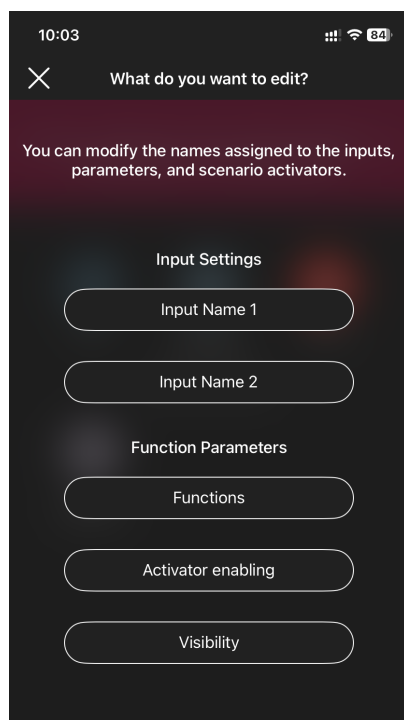 10:03
84
What do you want to edit?
You can modify the names assigned to the inputs,
parameters, and scenario activators.
Input Settings
Input Name 1
Input Name 2
Function Parameters
Functions
Activator enabling
Visibility